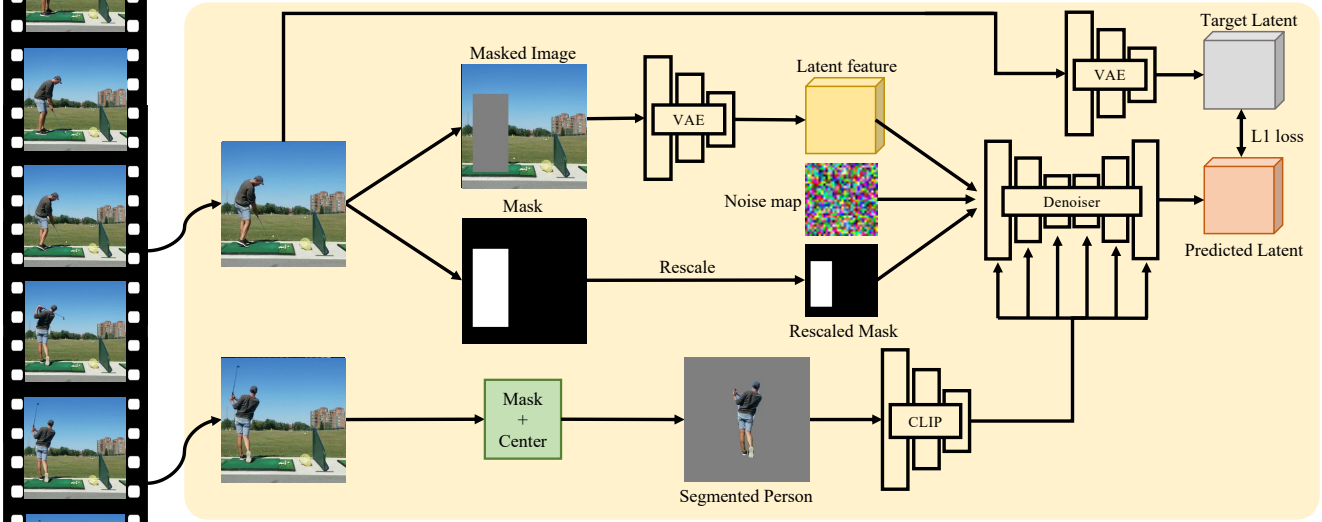 Target Latent
Masked Image
VAE
Latent feature
VAE
L1 loss
Mask
Noise map
Denoiser
Predicted Latent
Rescale
Rescaled Mask
Mask
+
Center
CLIP
Segmented Person